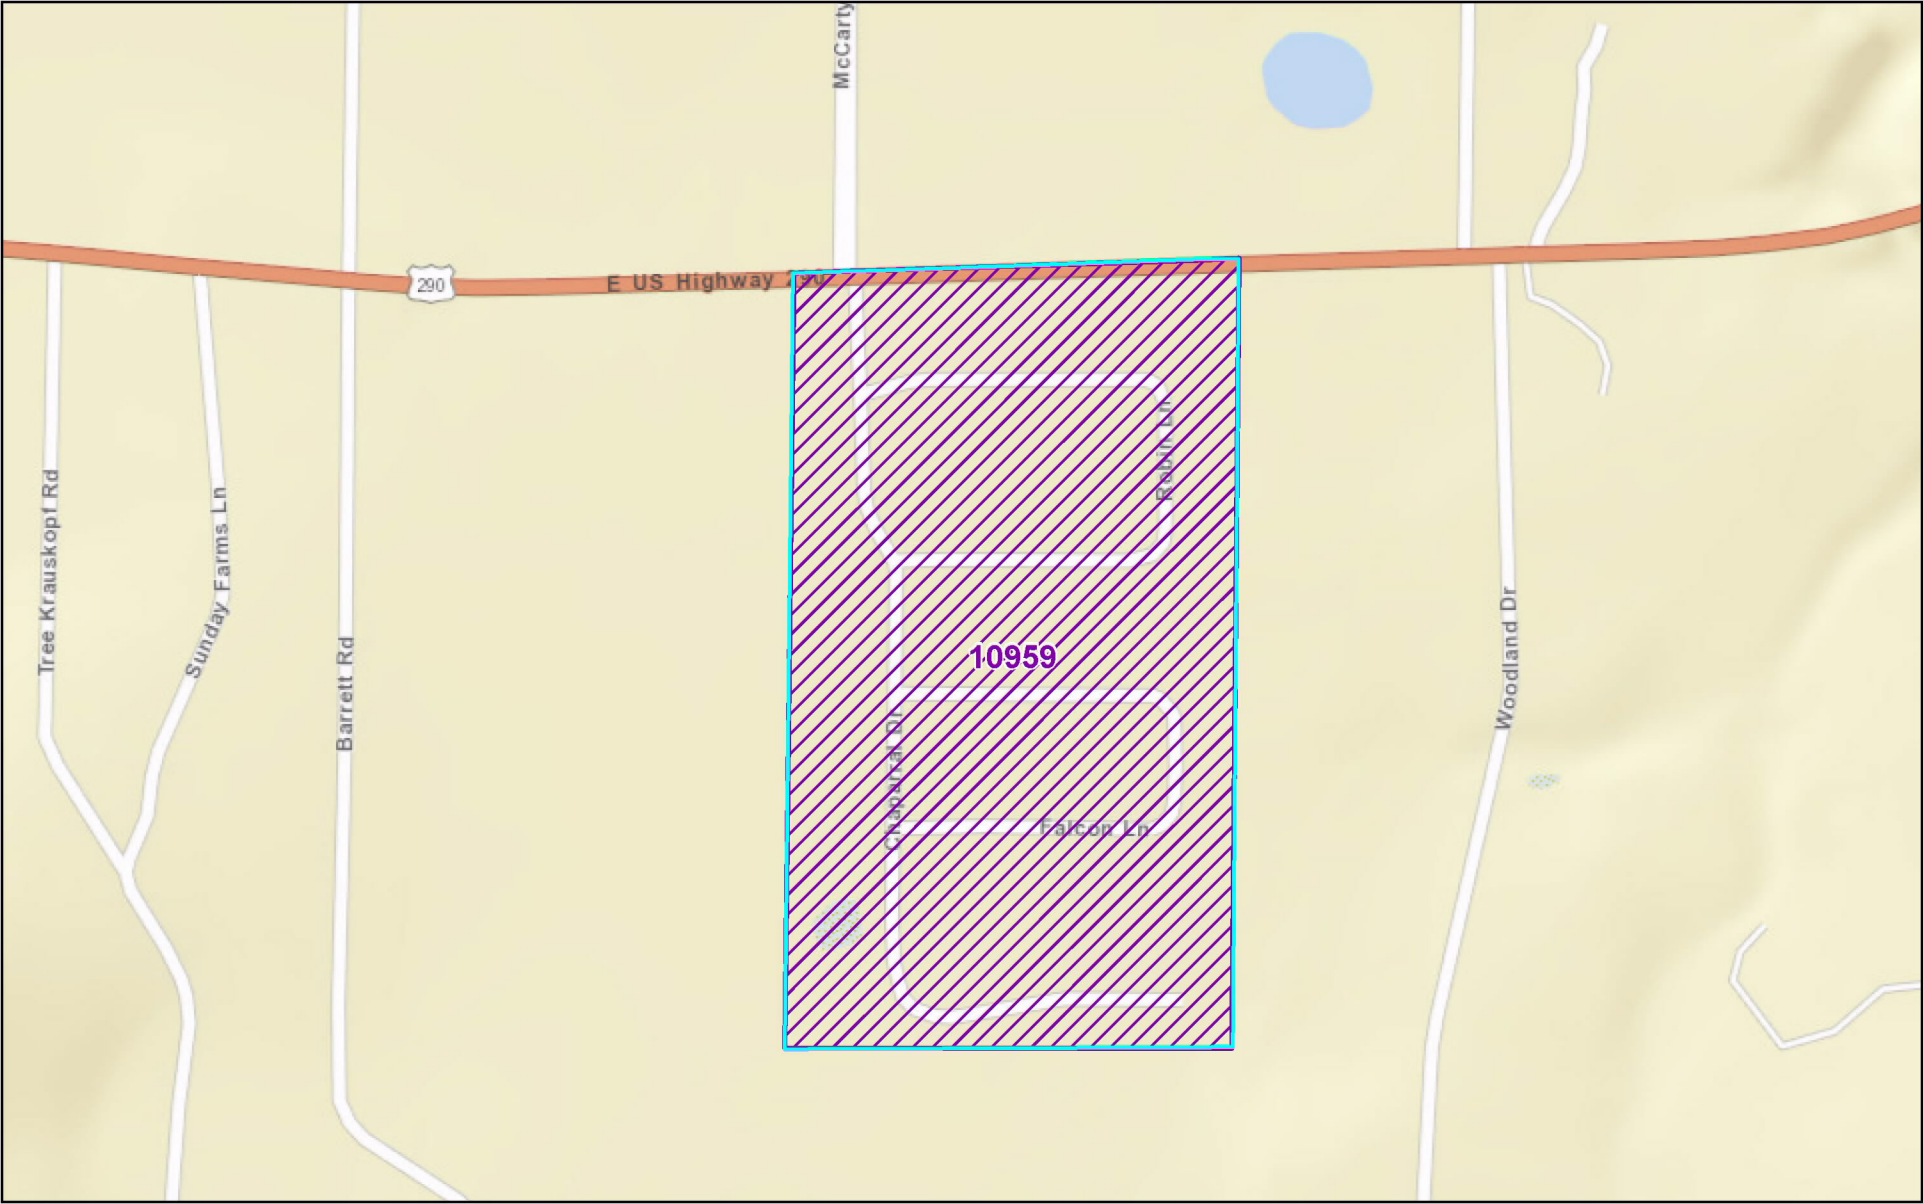 McCarty
290
E US Highway 290
Robin Ln
Tree Krauskopf Rd
Sunday Farms Ln
Barrett Rd
Woodland Dr
10959
Chaparral Dr
Falcon Ln